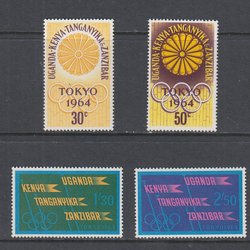 UGANDA·KENYA·TANGANYIKA·ZANZIBAR
TOKYO
1964
30c
UGANDA·KENYA·TANGANYIKA·ZANZIBAR
TOKYO
1964
50c
UGANDA
KENYA 1'30
TANGANYIKA
ZANZIBAR
UGANDA
KENYA 2'50
TANGANYIKA
ZANZIBAR